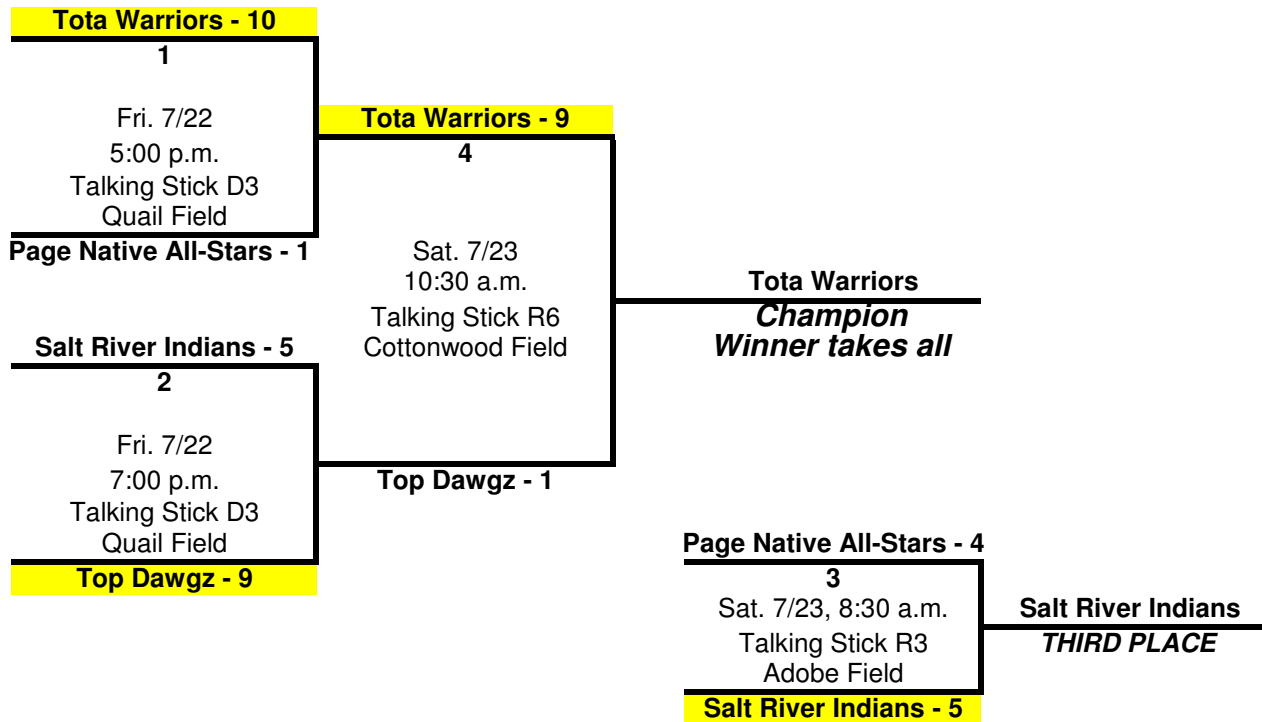 Tota Warriors - 10
1
Fri. 7/22
5:00 p.m.
Talking Stick D3
Quail Field
Page Native All-Stars - 1
Salt River Indians - 5
2
Fri. 7/22
7:00 p.m.
Talking Stick D3
Quail Field
Top Dawgz - 9
Tota Warriors - 9
4
Sat. 7/23
10:30 a.m.
Talking Stick R6
Cottonwood Field
Top Dawgz - 1
Tota Warriors
Champion
Winner takes all
Page Native All-Stars - 4
3
Sat. 7/23, 8:30 a.m.
Talking Stick R3
Adobe Field
Salt River Indians - 5
Salt River Indians
THIRD PLACE